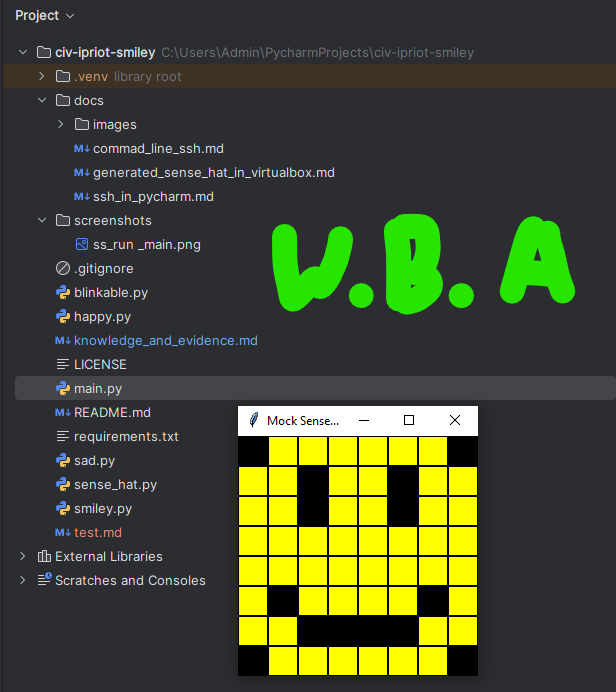 Project
civ-ipriot-smiley C:\Users\Admin\PycharmProjects\civ-ipriot-smiley
.venv library root
docs
images
commad_line_ssh.md
generated_sense_hat_in_virtualbox.md
ssh_in_pycharm.md
screenshots
ss_run _main.png
.gitignore
blinkable.py
happy.py
knowledge_and_evidence.md
LICENSE
main.py
README.md
requirements.txt
sad.py
sense_hat.py
smiley.py
test.md
External Libraries
Scratches and Consoles
V.B.A
Mock Sense...